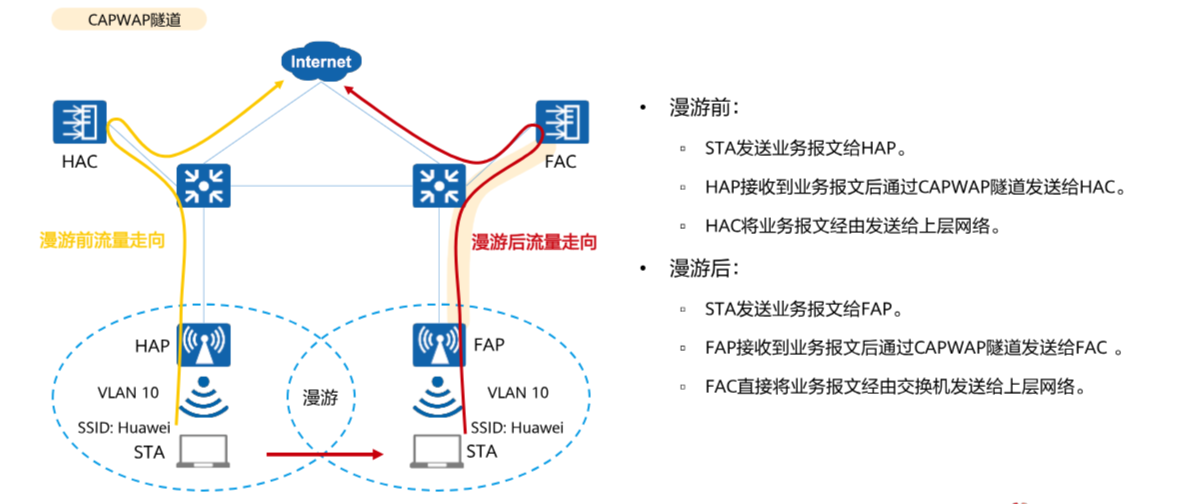 CAPWAP隧道
Internet
HAC
FAC
漫游前流量走向
漫游后流量走向
HAP
FAP
VLAN 10
VLAN 10
漫游
SSID: Huawei
SSID: Huawei
STA
STA
• 漫游前：
▫ STA发送业务报文给HAP。
▫ HAP接收到业务报文后通过CAPWAP隧道发送给HAC。
▫ HAC将业务报文经由发送给上层网络。
• 漫游后：
▫ STA发送业务报文给FAP。
▫ FAP接收到业务报文后通过CAPWAP隧道发送给FAC 。
▫ FAC直接将业务报文经由交换机发送给上层网络。